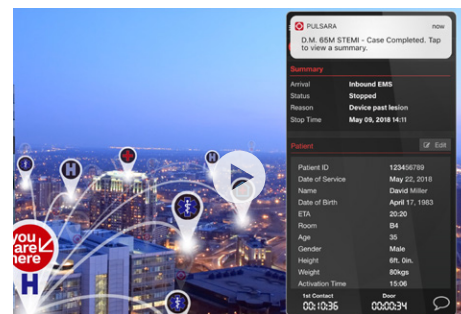 PULSARA
now
D.M. 65M STEMI - Case Completed. Tap
to view a summary.
Summary
Arrival Inbound EMS
Status Stopped
Reason Device past lesion
Stop Time May 09, 2018 14:11
Patient Edit
Patient ID 123456789
Date of Service May 22, 2018
Name David Miller
Date of Birth April 17, 1983
ETA 20:20
Room B4
Age 35
Gender Male
Height 6ft. 0in.
Weight 80kgs
Activation Time 15:06
1st Contact Door
00:10:36 00:00:34
H
H
you
are
here
H